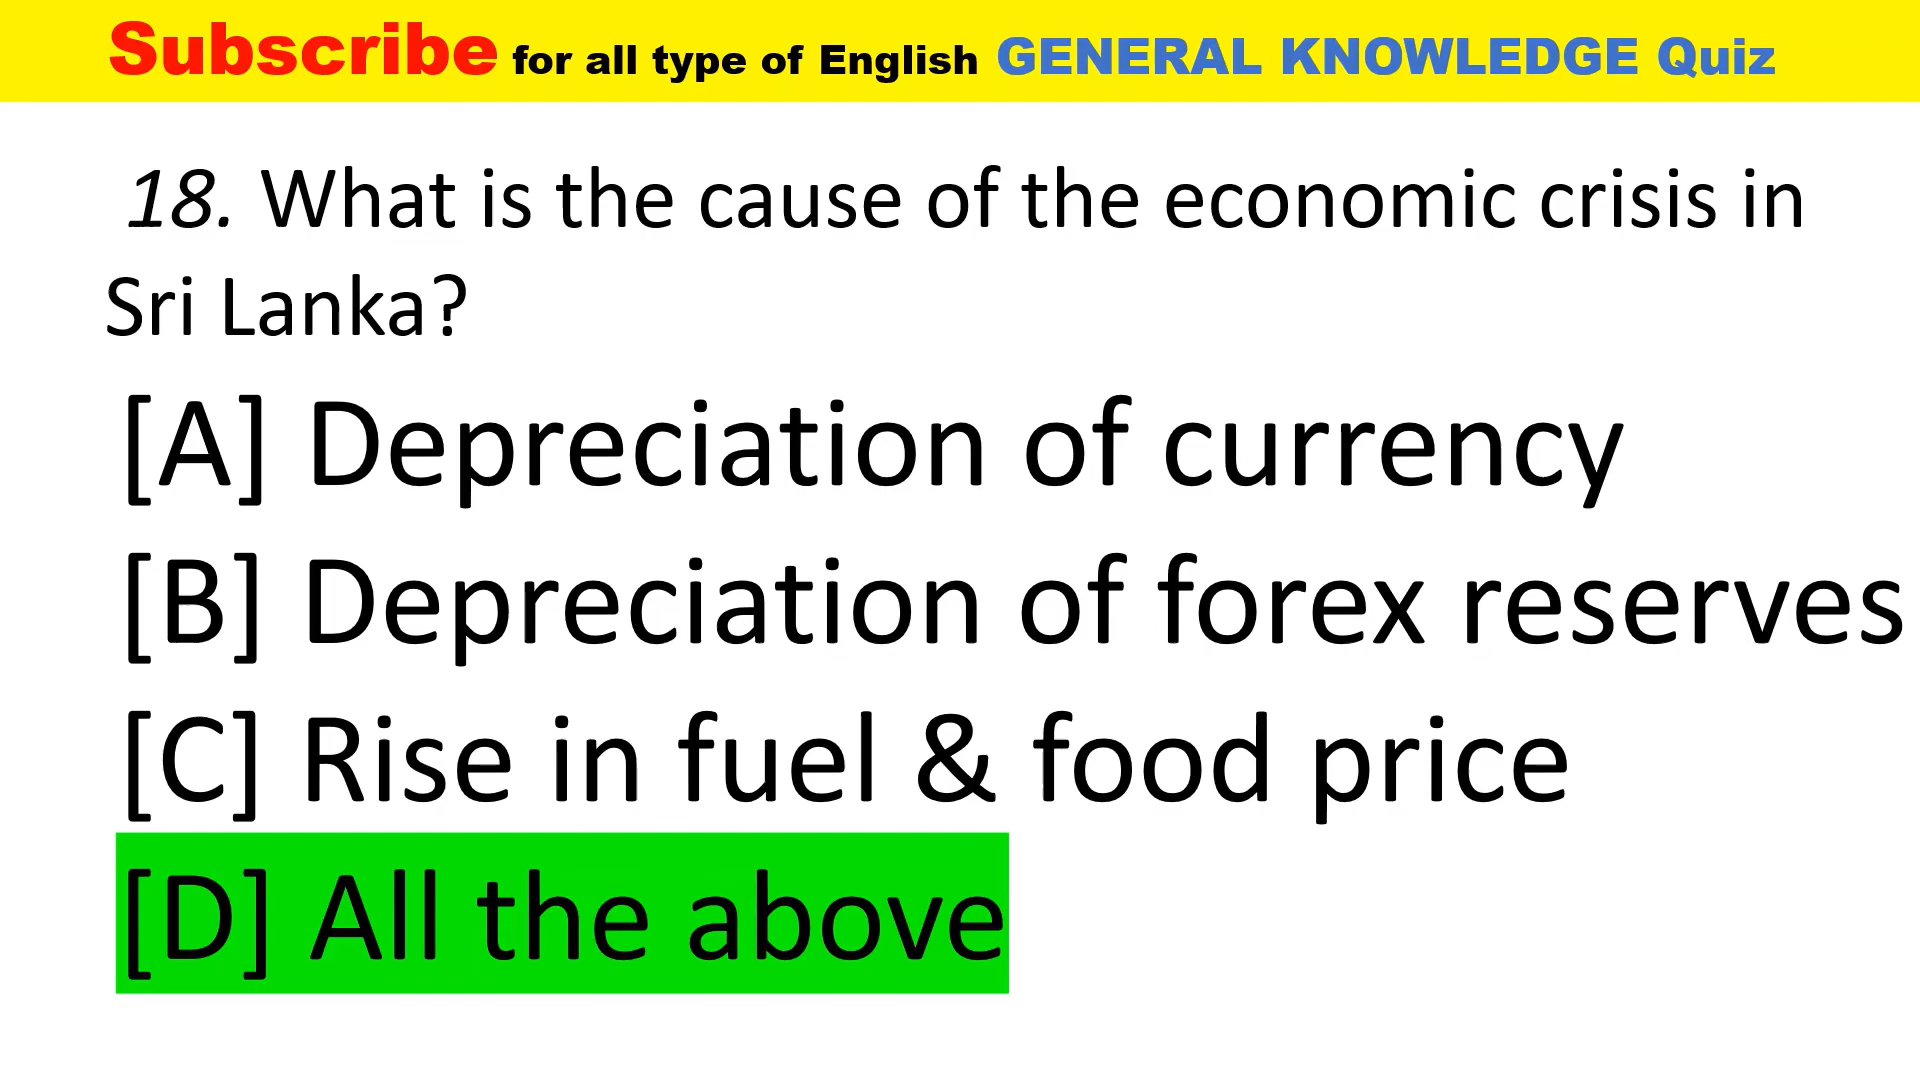 Subscribe for all type of English GENERAL KNOWLEDGE Quiz
18. What is the cause of the economic crisis in
Sri Lanka?
[A] Depreciation of currency
[B] Depreciation of forex reserves
[C] Rise in fuel & food price
[D] All the above